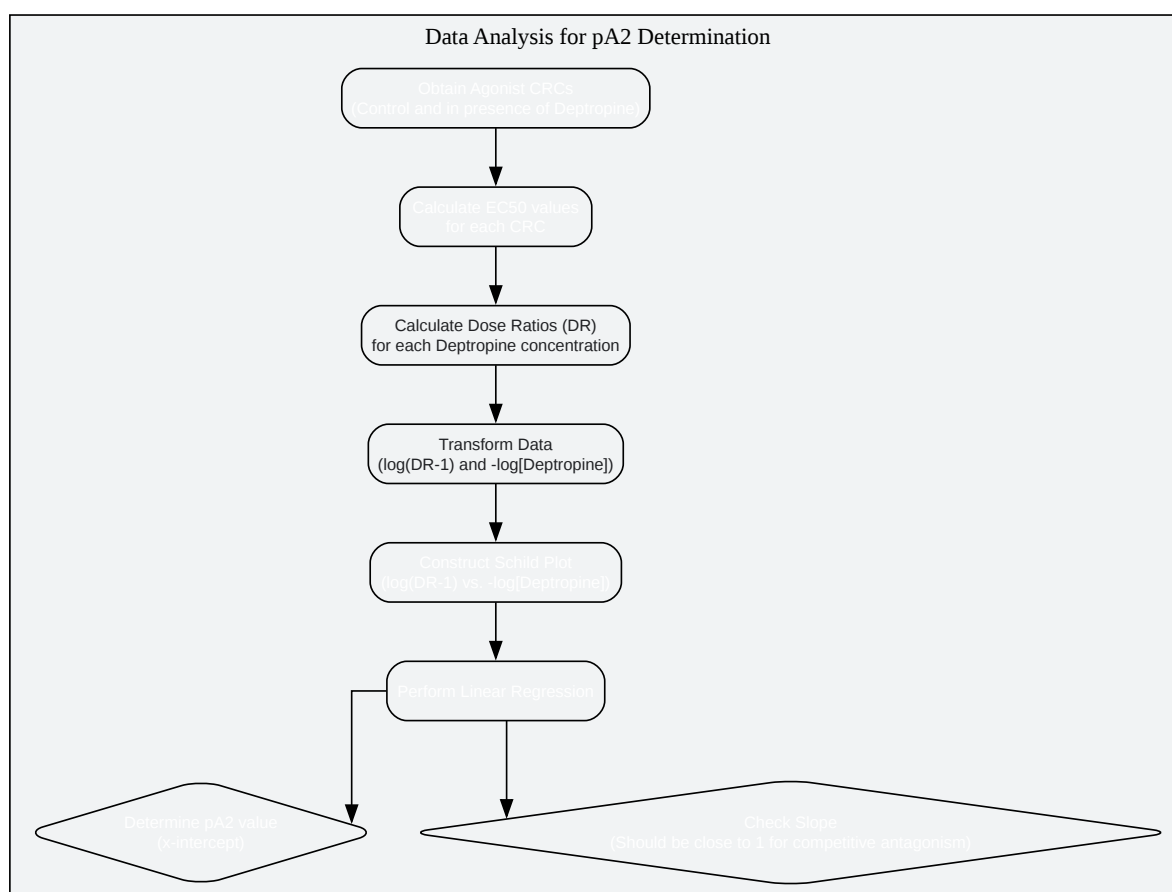 Data Analysis for pA2 Determination
Obtain Agonist CRCs
(Control and in presence of Deptropine)
Calculate EC50 values
for each CRC
Calculate Dose Ratios (DR)
for each Deptropine concentration
Transform Data
(log(DR-1) and -log[Deptropine])
Construct Schild Plot
(log(DR-1) vs. -log[Deptropine])
Perform Linear Regression
Determine pA2 value
(x-intercept)
Check Slope
(Should be close to 1 for competitive antagonism)